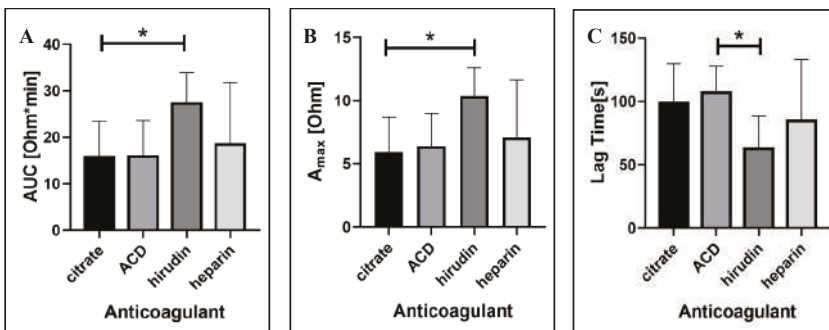 A
AUC [Ohm*min]
40
30
20
10
0
*
citrate
ACD
hirudin
heparin
Anticoagulant
B
Amax [Ohm]
15
10
5
0
*
citrate
ACD
hirudin
heparin
Anticoagulant
C
Lag Time[s]
150
100
50
0
*
citrate
ACD
hirudin
heparin
Anticoagulant